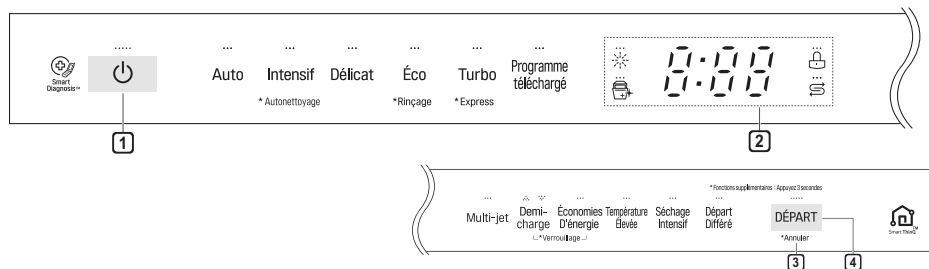 Smart
Diagnosis™
Auto Intensif Délicat Éco Turbo Programme
téléchargé
* Autonettoyage *Rinçage * Express
8:88
1 2
* Fonctions supplémentaires : Appuyez 3 secondes
Multi-jet Demi-
charge Économies
D'énergie Température
Élevée Séchage
Intensif Départ
Différé DÉPART
*Verrouillage *Annuler
Smart ThinQ™
3 4